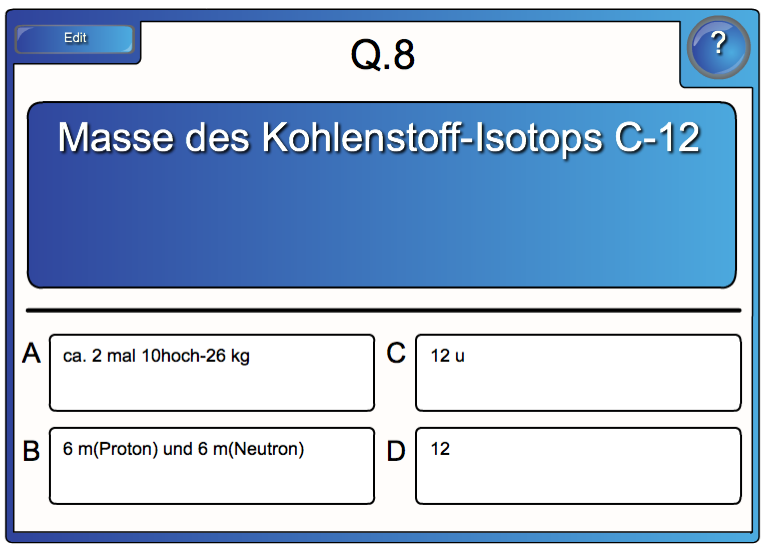 Edit
Q.8
?
Masse des Kohlenstoff-Isotops C-12
A
ca. 2 mal 10hoch-26 kg
C
12 u
B
6 m(Proton) und 6 m(Neutron)
D
12